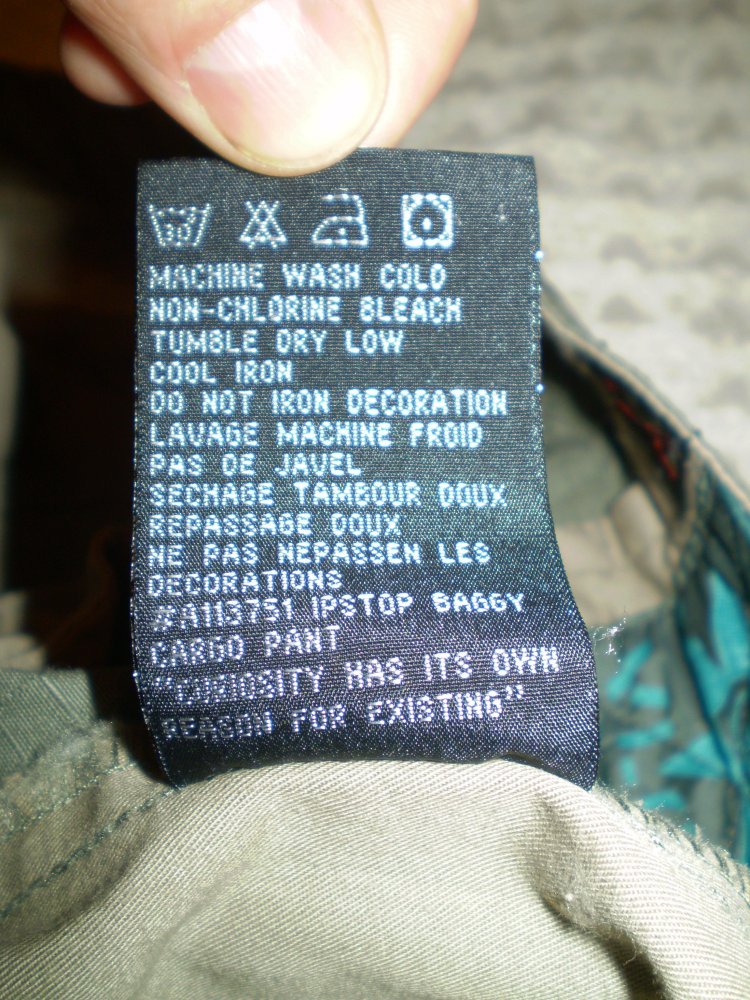 30
MACHINE WASH COLD
NON-CHLORINE BLEACH
TUMBLE DRY LOW
COOL IRON
DO NOT IRON DECORATION
LAVAGE MACHINE FROID
PAS DE JAVEL
SECHAGE TAMBOUR DOUX
REPASSAGE DOUX
NE PAS NEPASSEN LES
DECORATIONS
#A113751 IPSTOP BAGGY
CARGO PANT
"CURIOSITY HAS ITS OWN
REASON FOR EXISTING"